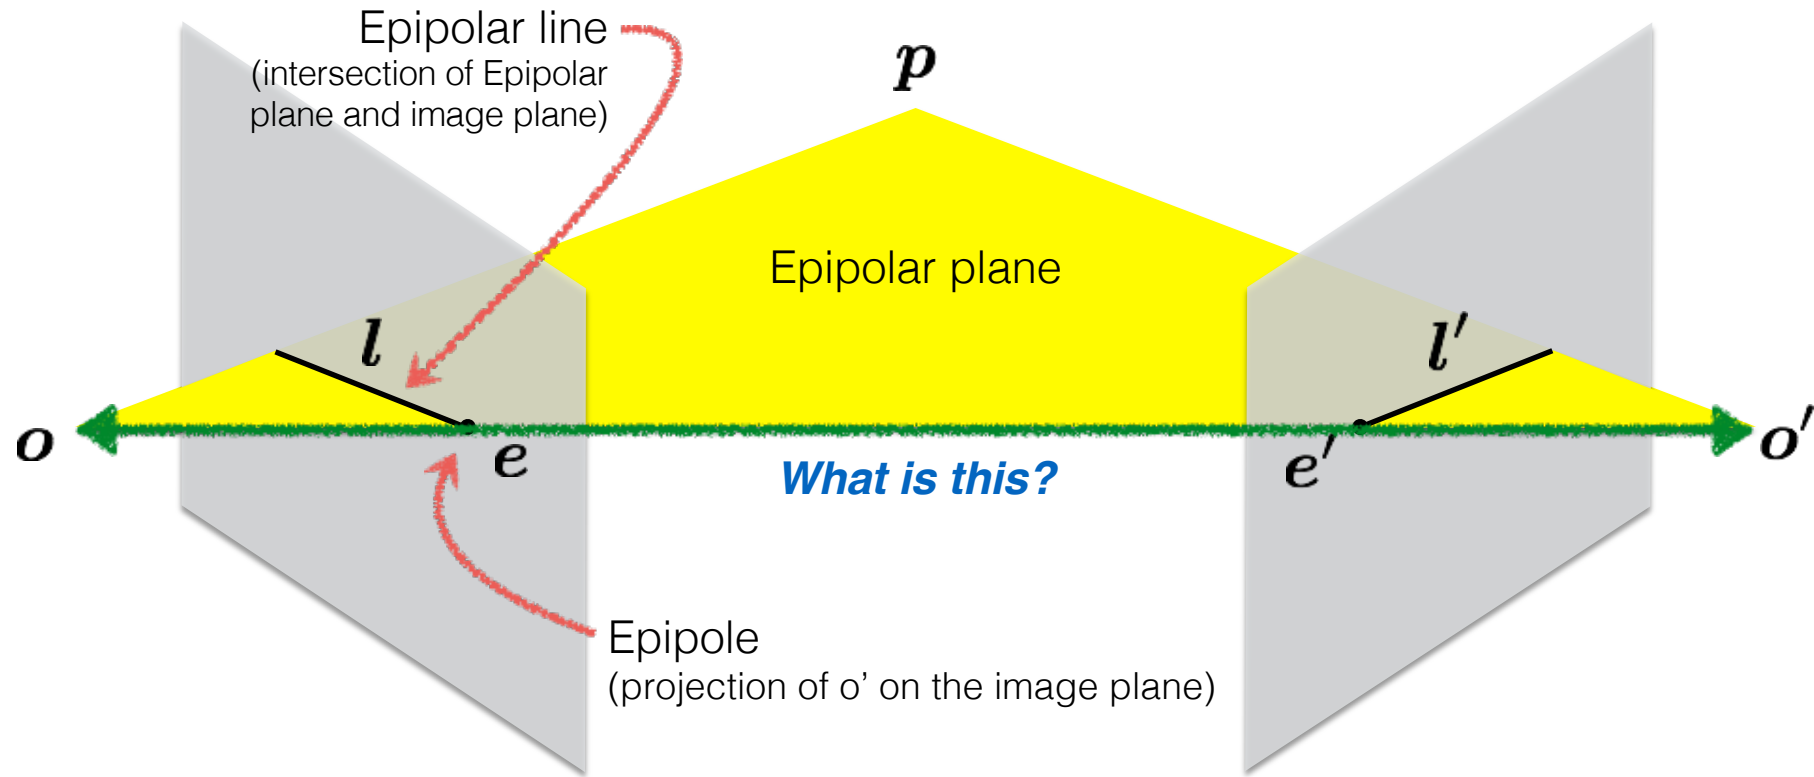 Epipolar line
(intersection of Epipolar
plane and image plane)
p
Epipolar plane
l
l′
o
e
What is this?
e′
o′
Epipole
(projection of o’ on the image plane)